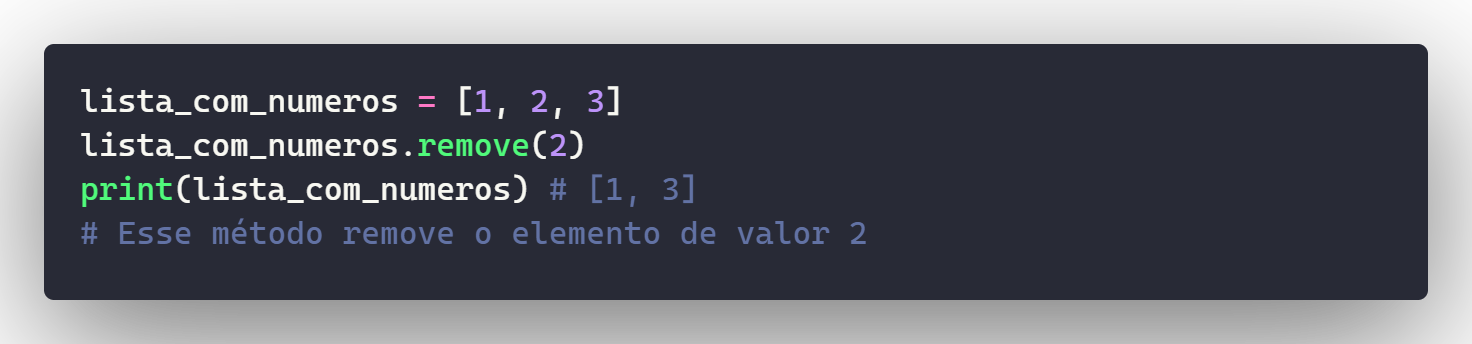 lista_com_numeros = [1, 2, 3]
lista_com_numeros.remove(2)
print(lista_com_numeros) # [1, 3]
# Esse método remove o elemento de valor 2